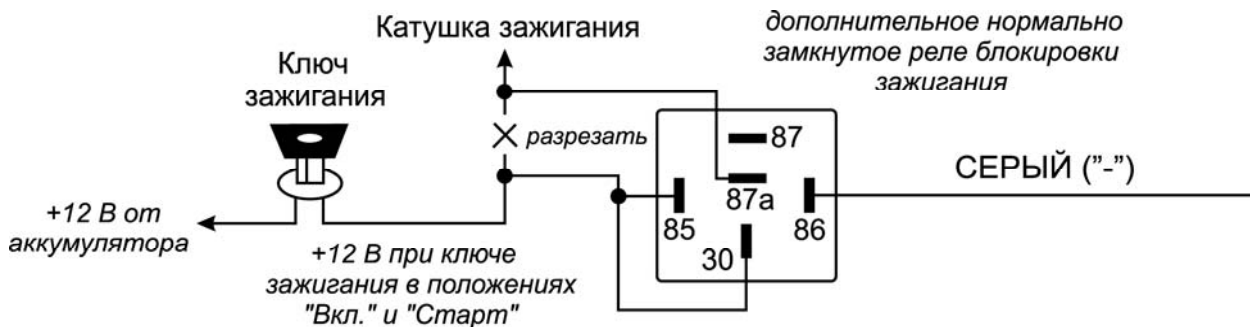 Катушка зажигания
дополнительное нормально
замкнутое реле блокировки
зажигания
Ключ
зажигания
разрезать
87
87а
85
86
30
СЕРЫЙ ("-")
+12 В от
аккумулятора
+12 В при ключе
зажигания в положениях
"Вкл." и "Старт"